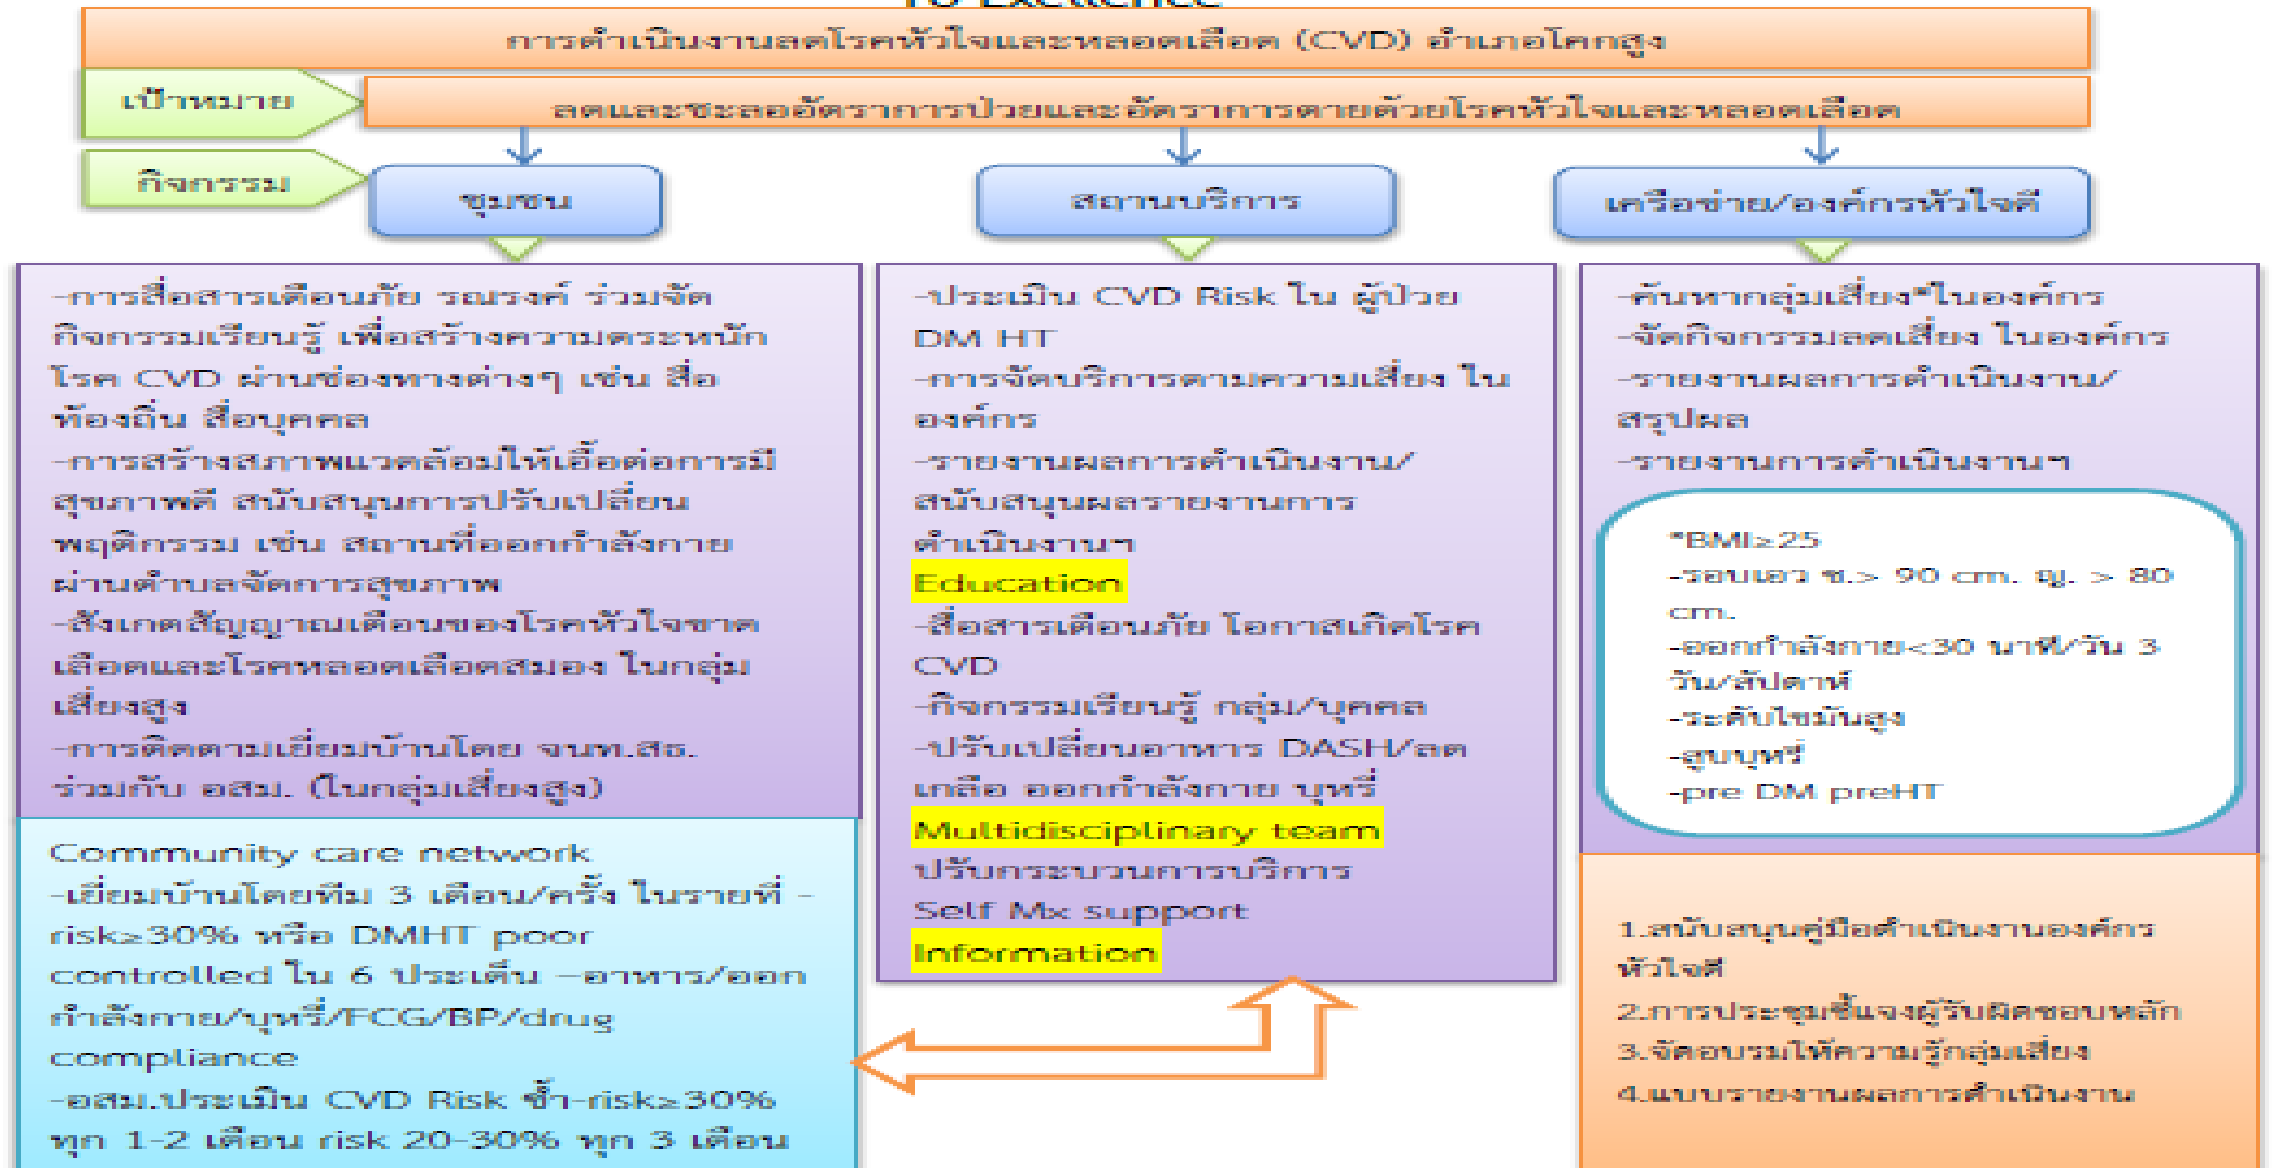 To Excellence
การดำเนินงานลดโรคหัวใจและหลอดเลือด (CVD) อำเภอโคกสูง
เป้าหมาย
ลดและชะลออัตราการป่วยและอัตราการตายด้วยโรคหัวใจและหลอดเลือด
กิจกรรม
ชุมชน
สถานบริการ
เครือข่าย/องค์กรหัวใจดี
-การสื่อสารเตือนภัย รณรงค์ ร่วมจัด
กิจกรรมเรียนรู้ เพื่อสร้างความตระหนัก
โรค CVD ผ่านช่องทางต่างๆ เช่น สื่อ
ท้องถิ่น สื่อบุคคล
-การสร้างสภาพแวดล้อมให้เอื้อต่อการมี
สุขภาพดี สนับสนุนการปรับเปลี่ยน
พฤติกรรม เช่น สถานที่ออกกำลังกาย
ผ่านตำบลจัดการสุขภาพ
-สังเกตสัญญาณเตือนของโรคหัวใจขาด
เลือดและโรคหลอดเลือดสมอง ในกลุ่ม
เสี่ยงสูง
-การติดตามเยี่ยมบ้านโดย จนท.สธ.
ร่วมกับ อสม. (ในกลุ่มเสี่ยงสูง)
Community care network
-เยี่ยมบ้านโดยทีม 3 เดือน/ครั้ง ในรายที่ -
risk≥30% หรือ DMHT poor
controlled ใน 6 ประเด็น –อาหาร/ออก
กำลังกาย/บุหรี่/FCG/BP/drug
compliance
-อสม.ประเมิน CVD Risk ซ้ำ-risk≥30%
ทุก 1-2 เดือน risk 20-30% ทุก 3 เดือน
-ประเมิน CVD Risk ใน ผู้ป่วย
DM HT
-การจัดบริการตามความเสี่ยง ใน
องค์กร
-รายงานผลการดำเนินงาน/
สนับสนุนผลรายงานการ
ดำเนินงานฯ
Education
-สื่อสารเตือนภัย โอกาสเกิดโรค
CVD
-กิจกรรมเรียนรู้ กลุ่ม/บุคคล
-ปรับเปลี่ยนอาหาร DASH/ลด
เกลือ ออกกำลังกาย บุหรี่
Multidisciplinary team
ปรับกระบวนการบริการ
Self Mx support
Information
-ค้นหากลุ่มเสี่ยง*ในองค์กร
-จัดกิจกรรมลดเสี่ยง ในองค์กร
-รายงานผลการดำเนินงาน/
สรุปผล
-รายงานการดำเนินงานฯ
*BMI≥25
-รอบเอว ช.> 90 cm. ญ. > 80
cm.
-ออกกำลังกาย<30 นาที/วัน 3
วัน/สัปดาห์
-ระดับไขมันสูง
-สูบบุหรี่
-pre DM preHT
1.สนับสนุนคู่มือดำเนินงานองค์กร
หัวใจดี
2.การประชุมชี้แจงผู้รับผิดชอบหลัก
3.จัดอบรมให้ความรู้กลุ่มเสี่ยง
4.แบบรายงานผลการดำเนินงาน